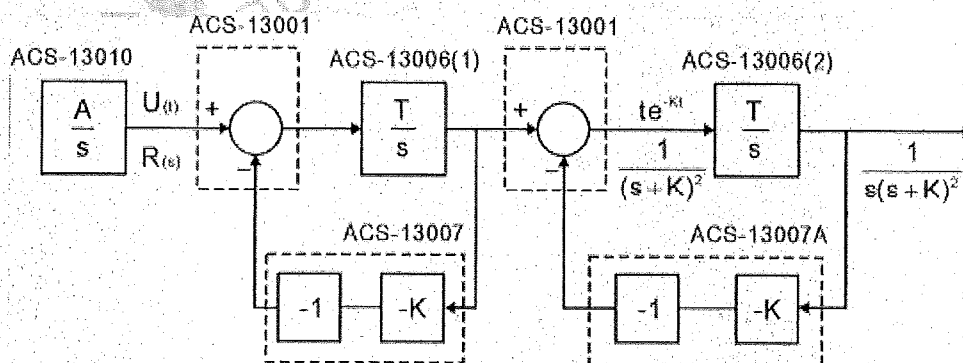 ACS-13001
ACS-13001
ACS-13010
ACS-13006(1)
ACS-13006(2)
A
s
U(t)
R(s)
+
−
T
s
+
−
te-Kt
1
(s+K)2
T
s
1
s(s+K)2
ACS-13007
ACS-13007A
-1
-K
-1
-K